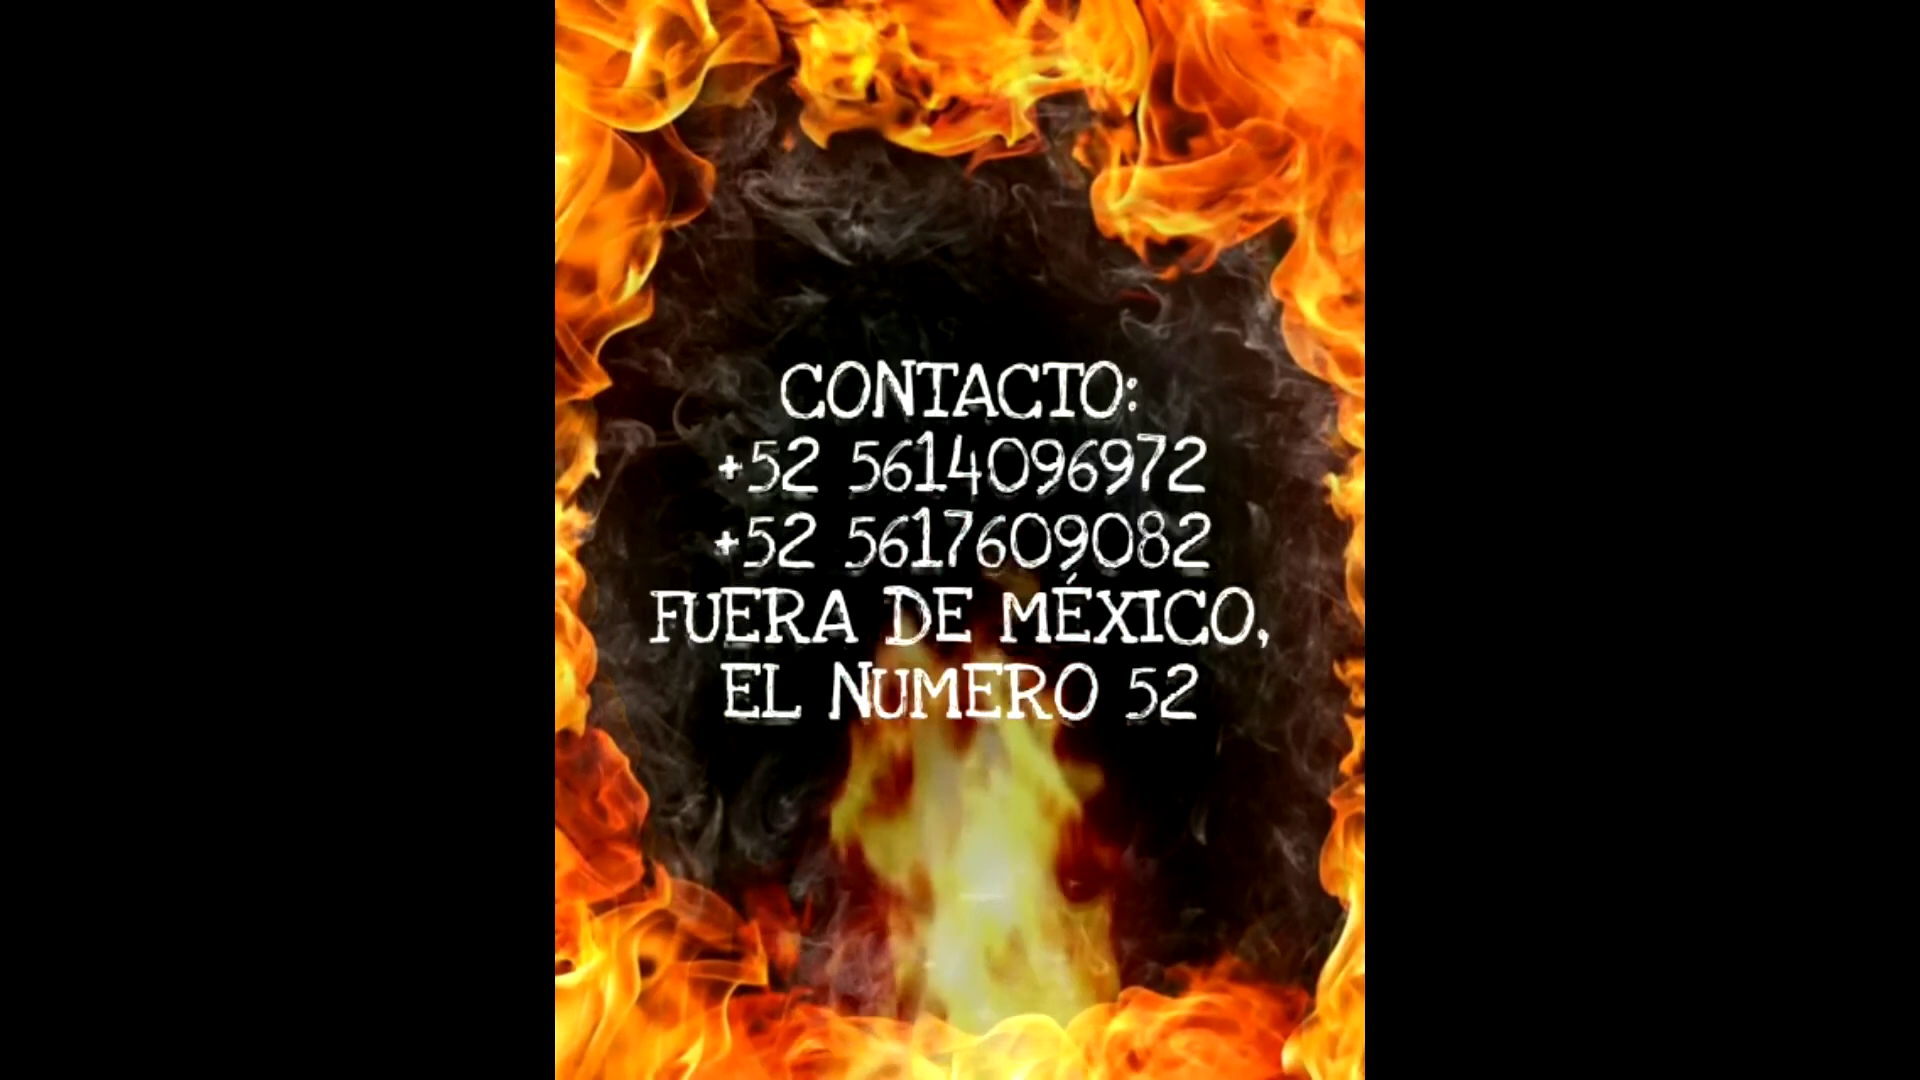 CONTACTO:
+52 5614096972
+52 5617609082
FUERA DE MÉXICO,
EL NUMERO 52